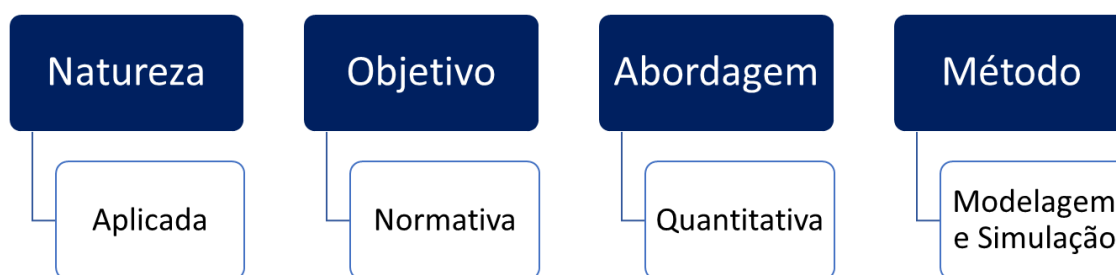 Natureza
Objetivo
Abordagem
Método
Aplicada
Normativa
Quantitativa
Modelagem
e Simulação